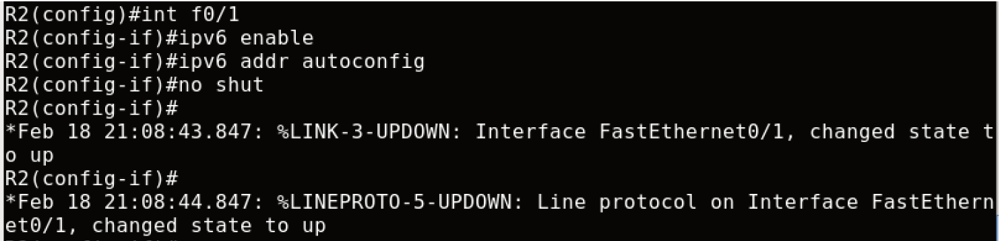 R2(config)#int f0/1
R2(config-if)#ipv6 enable
R2(config-if)#ipv6 addr autoconfig
R2(config-if)#no shut
R2(config-if)#
*Feb 18 21:08:43.847: %LINK-3-UPDOWN: Interface FastEthernet0/1, changed state t
o up
R2(config-if)#
*Feb 18 21:08:44.847: %LINEPROTO-5-UPDOWN: Line protocol on Interface FastEthern
et0/1, changed state to up